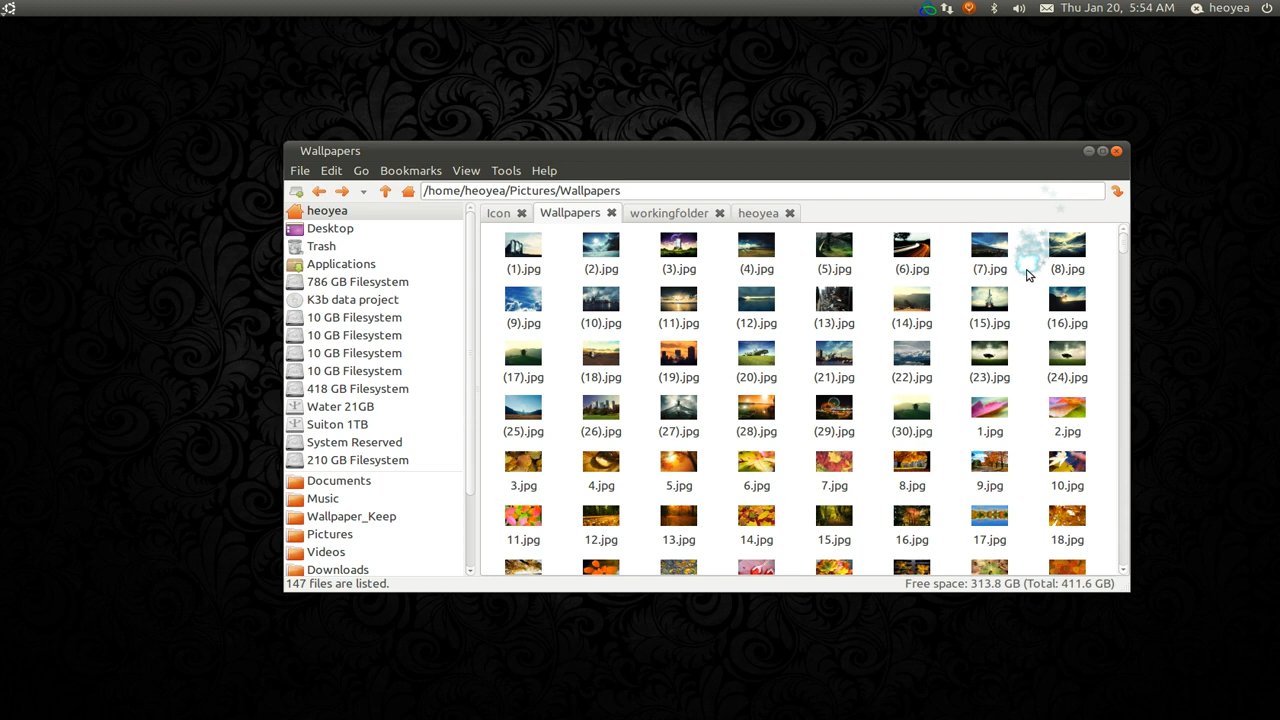 Thu Jan 20, 5:54 AM heoyea
Wallpapers
File Edit Go Bookmarks View Tools Help
/home/heoyea/Pictures/Wallpapers
heoyea
Desktop
Trash
Applications
786 GB Filesystem
K3b data project
10 GB Filesystem
10 GB Filesystem
10 GB Filesystem
10 GB Filesystem
418 GB Filesystem
Water 21GB
Suiton 1TB
System Reserved
210 GB Filesystem
Documents
Music
Wallpaper_Keep
Pictures
Videos
Downloads
Icon Wallpapers workingfolder heoyea
(1).jpg (2).jpg (3).jpg (4).jpg (5).jpg (6).jpg (7).jpg (8).jpg
(9).jpg (10).jpg (11).jpg (12).jpg (13).jpg (14).jpg (15).jpg (16).jpg
(17).jpg (18).jpg (19).jpg (20).jpg (21).jpg (22).jpg (23).jpg (24).jpg
(25).jpg (26).jpg (27).jpg (28).jpg (29).jpg (30).jpg 1.jpg 2.jpg
3.jpg 4.jpg 5.jpg 6.jpg 7.jpg 8.jpg 9.jpg 10.jpg
11.jpg 12.jpg 13.jpg 14.jpg 15.jpg 16.jpg 17.jpg 18.jpg
147 files are listed. Free space: 313.8 GB (Total: 411.6 GB)